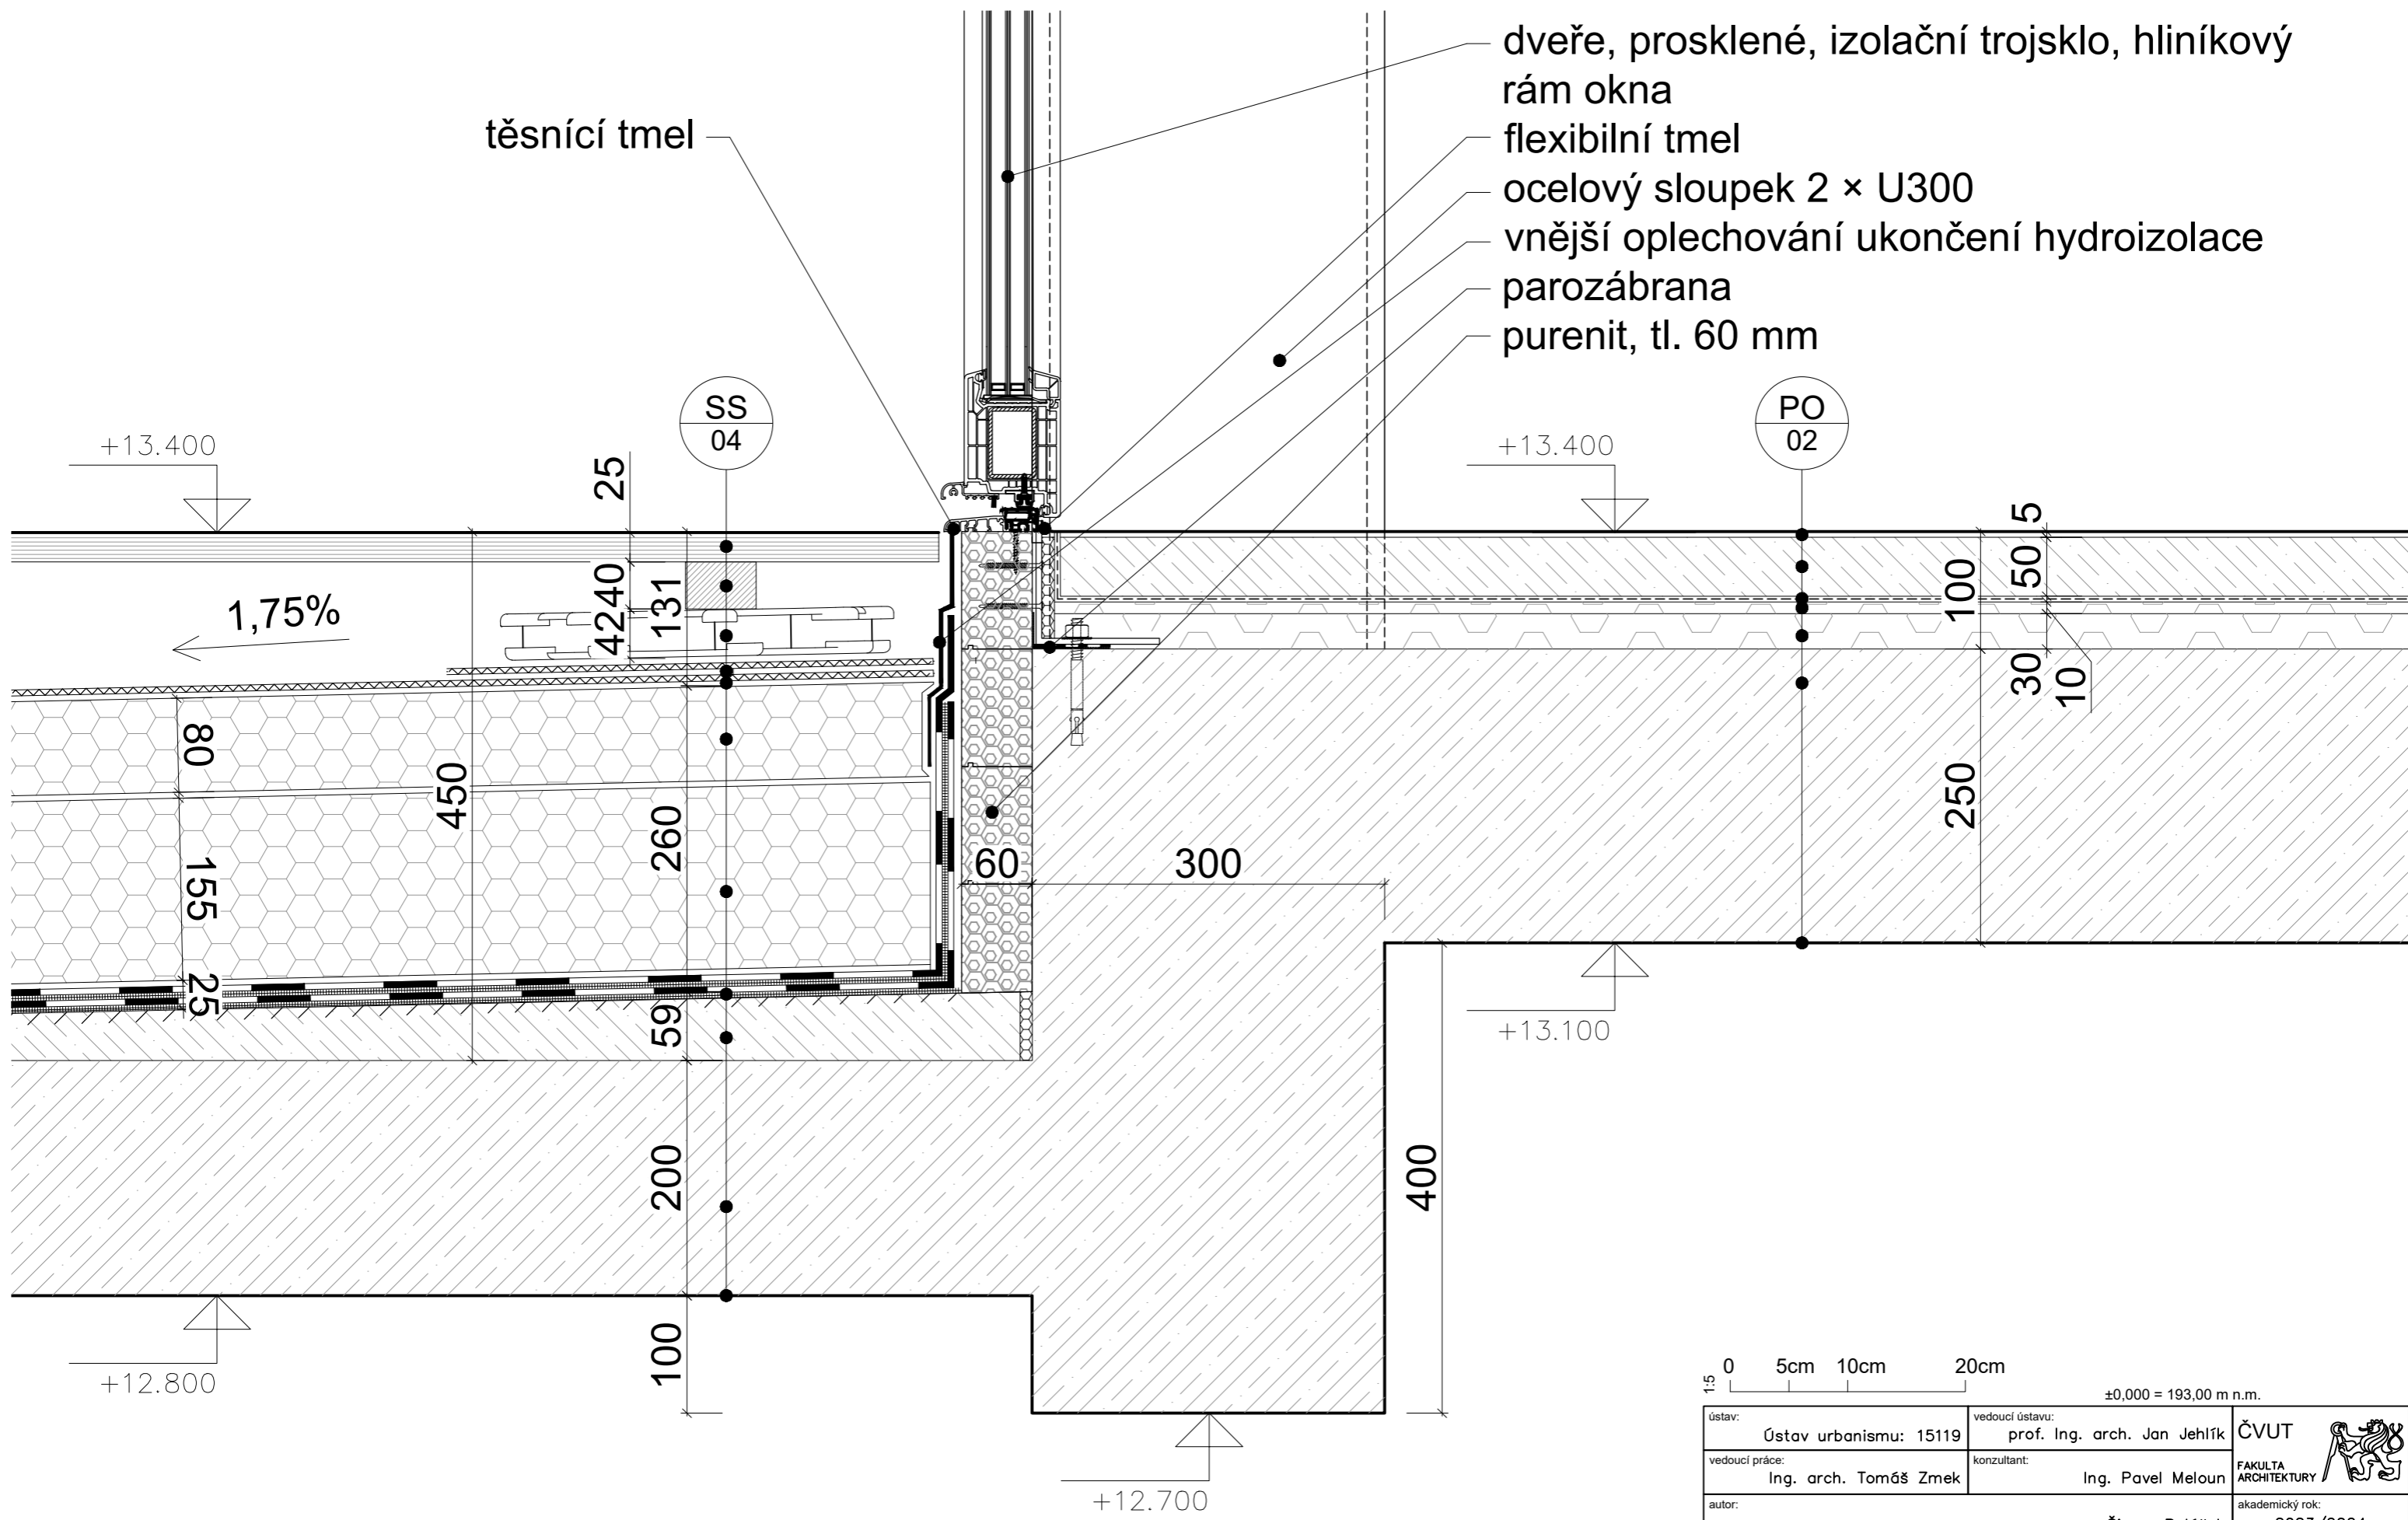 dveře, prosklené, izolační trojsklo, hliníkový
rám okna
těsnící tmel
flexibilní tmel
ocelový sloupek 2 × U300
vnější oplechování ukončení hydroizolace
parozábrana
purenit, tl. 60 mm
SS
04
PO
02
+13.400
+13.400
25
40
42
131
1,75%
5
50
100
30
10
80
450
155
260
25
59
60
300
250
+13.100
200
400
100
+12.800
+12.700
1:5
0 5cm 10cm 20cm
±0,000 = 193,00 m n.m.
ústav:
Ústav urbanismu: 15119
vedoucí ústavu:
prof. Ing. arch. Jan Jehlík
ČVUT
FAKULTA
ARCHITEKTURY
vedoucí práce:
Ing. arch. Tomáš Zmek
konzultant:
Ing. Pavel Meloun
autor:
akademický rok: